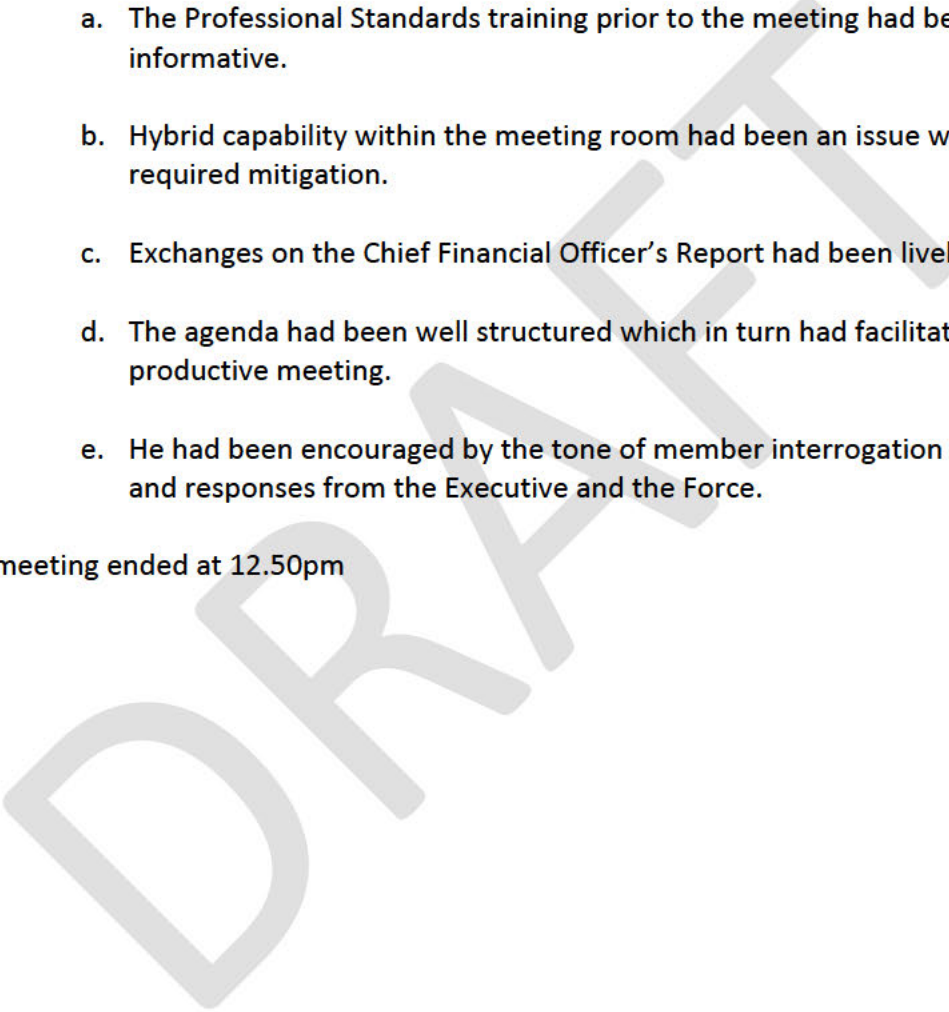 a. The Professional Standards training prior to the meeting had
informative.
b. Hybrid capability within the meeting room had been an issue
required mitigation.
c. Exchanges on the Chief Financial Officer’s Report had been
d. The agenda had been well structured which in turn had
productive meeting.
e. He had been encouraged by the tone of member interrogation
and responses from the Executive and the Force.
meeting ended at 12.50pm
DRAFT